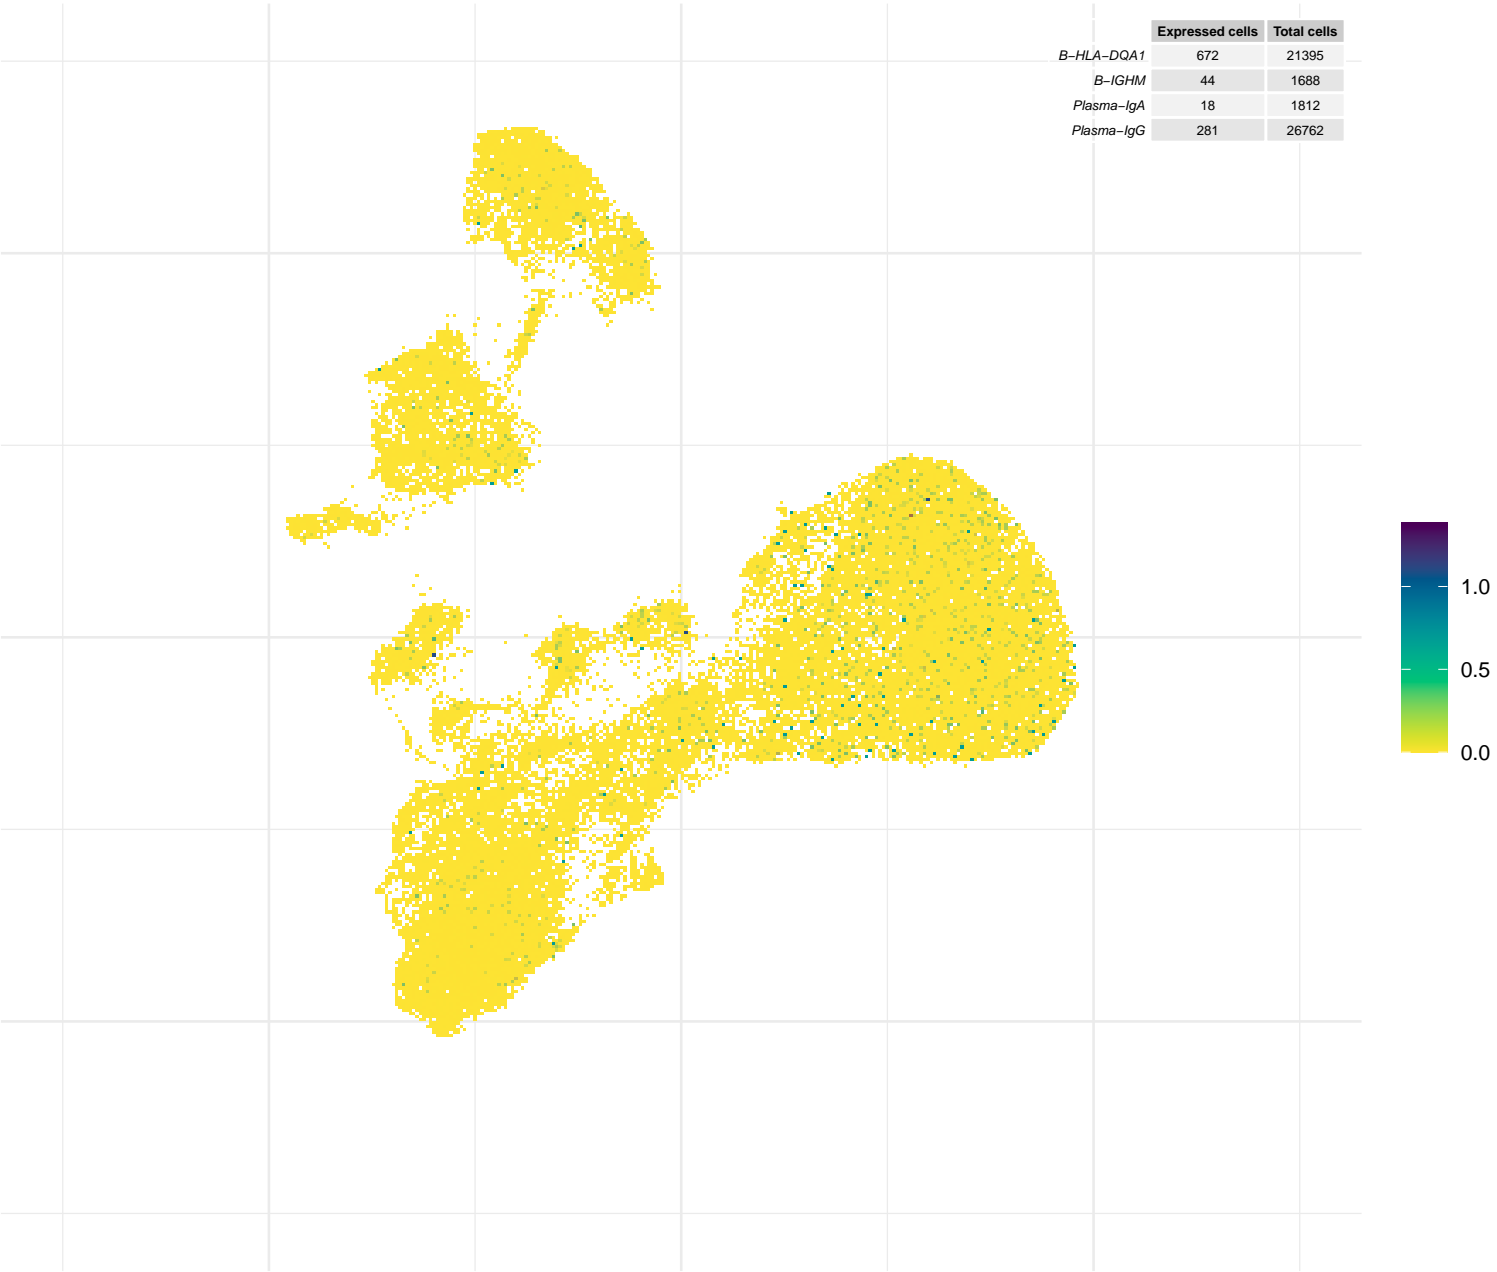 Expressed cells Total cells
B−HLA−DQA1 672 21395
B−IGHM 44 1688
Plasma−IgA 18 1812
Plasma−IgG 281 26762
1.0
0.5
0.0